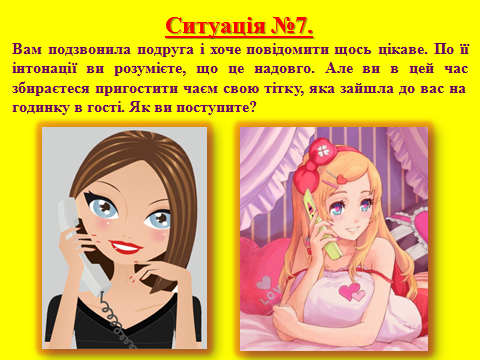 Ситуація №7.
Вам подзвонила подруга і хоче повідомити щось цікаве. По її
інтонації ви розумієте, що це надовго. Але ви в цей час
збираєтеся пригостити чаєм свою тітку, яка зайшла до вас на
годинку в гості. Як ви поступите?
LOVE